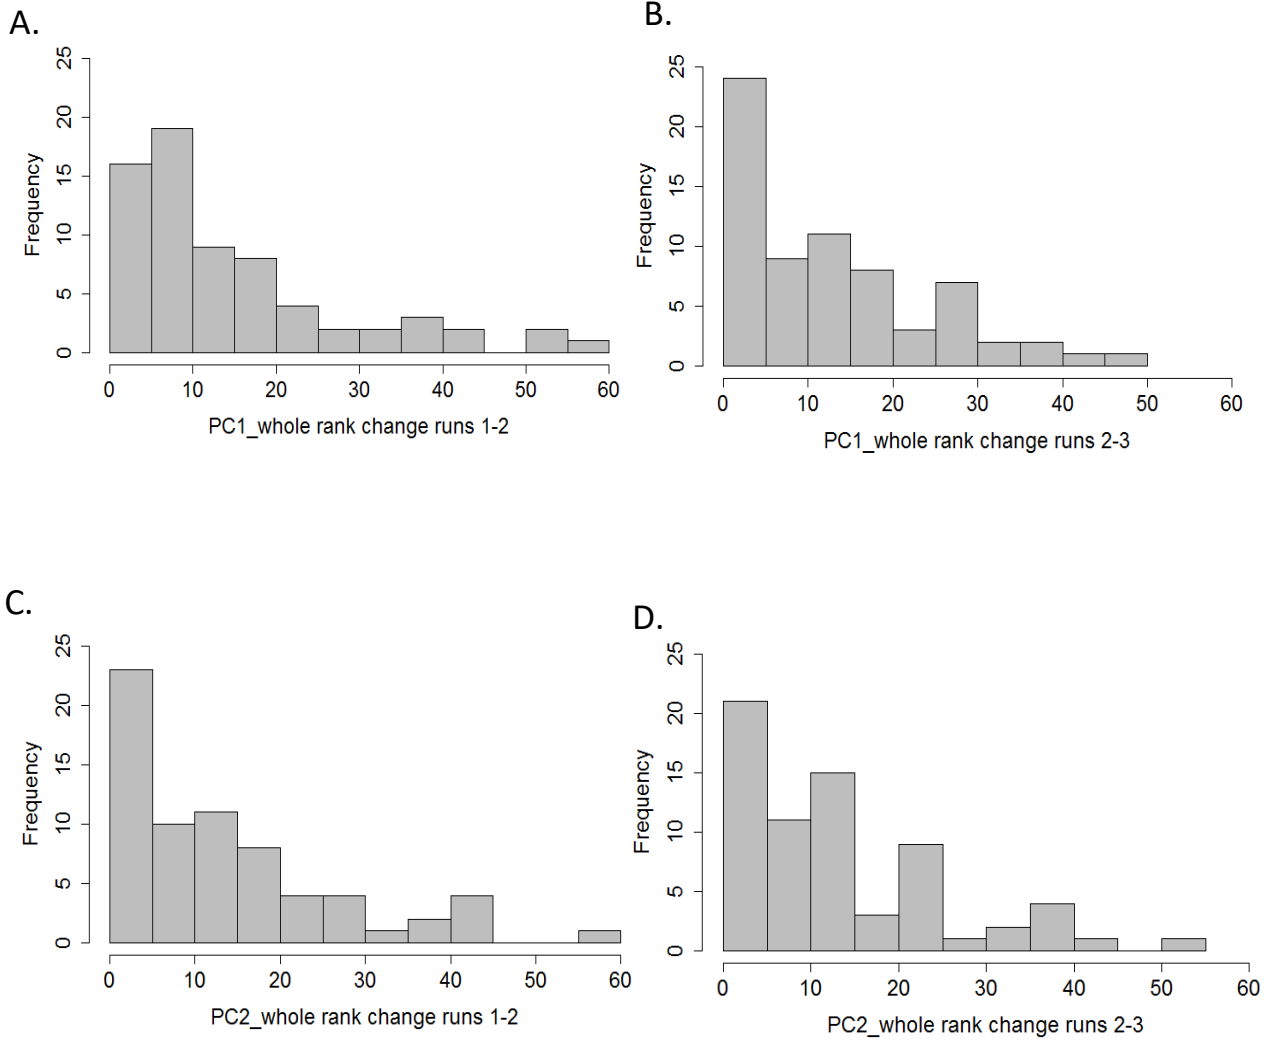 A.
Frequency
0 5 10 15 20 25
0 10 20 30 40 50 60
PC1_whole rank change runs 1-2
B.
Frequency
0 5 10 15 20 25
0 10 20 30 40 50 60
PC1_whole rank change runs 2-3
C.
Frequency
0 5 10 15 20 25
0 10 20 30 40 50 60
PC2_whole rank change runs 1-2
D.
Frequency
0 5 10 15 20 25
0 10 20 30 40 50 60
PC2_whole rank change runs 2-3